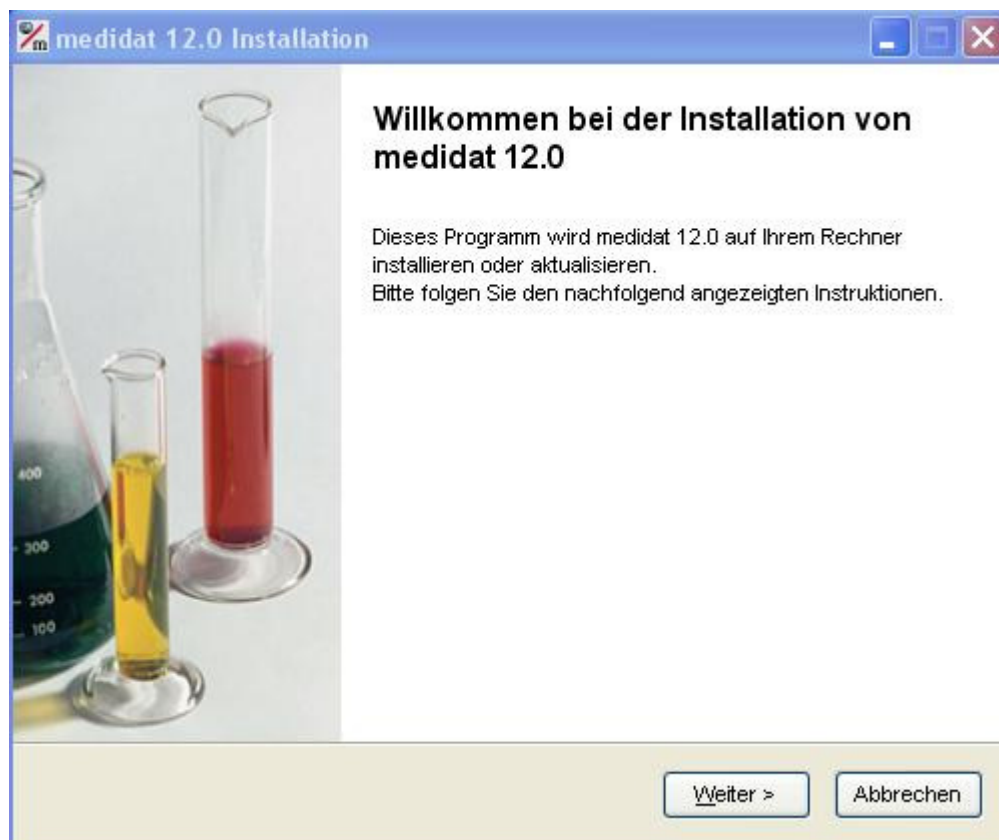 medidat 12.0 Installation
Willkommen bei der Installation von
medidat 12.0
Dieses Programm wird medidat 12.0 auf Ihrem Rechner
installieren oder aktualisieren.
Bitte folgen Sie den nachfolgend angezeigten Instruktionen.
400
300
200
100
Weiter >
Abbrechen